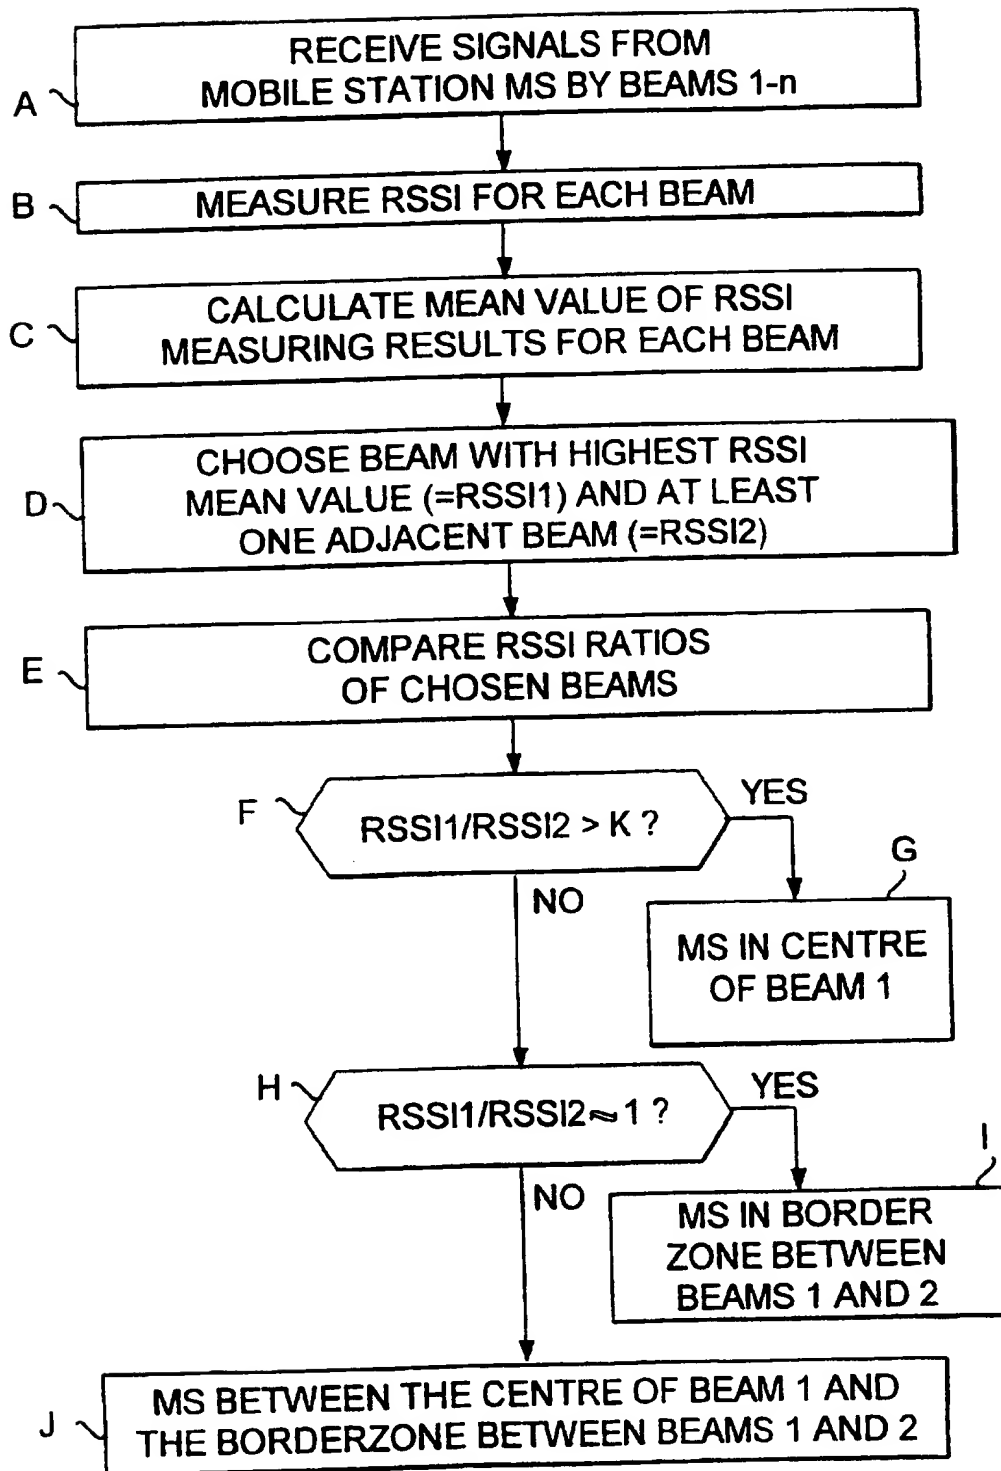 RECEIVE SIGNALS FROM
MOBILE STATION MS BY BEAMS 1-n
A
MEASURE RSSI FOR EACH BEAM
B
CALCULATE MEAN VALUE OF RSSI
MEASURING RESULTS FOR EACH BEAM
C
CHOOSE BEAM WITH HIGHEST RSSI
MEAN VALUE (=RSSI1) AND AT LEAST
ONE ADJACENT BEAM (=RSSI2)
D
COMPARE RSSI RATIOS
OF CHOSEN BEAMS
E
F
RSSI1/RSSI2 > K ?
YES
NO
G
MS IN CENTRE
OF BEAM 1
H
RSSI1/RSSI2 ≈ 1 ?
YES
NO
I
MS IN BORDER
ZONE BETWEEN
BEAMS 1 AND 2
MS BETWEEN THE CENTRE OF BEAM 1 AND
THE BORDERZONE BETWEEN BEAMS 1 AND 2
J